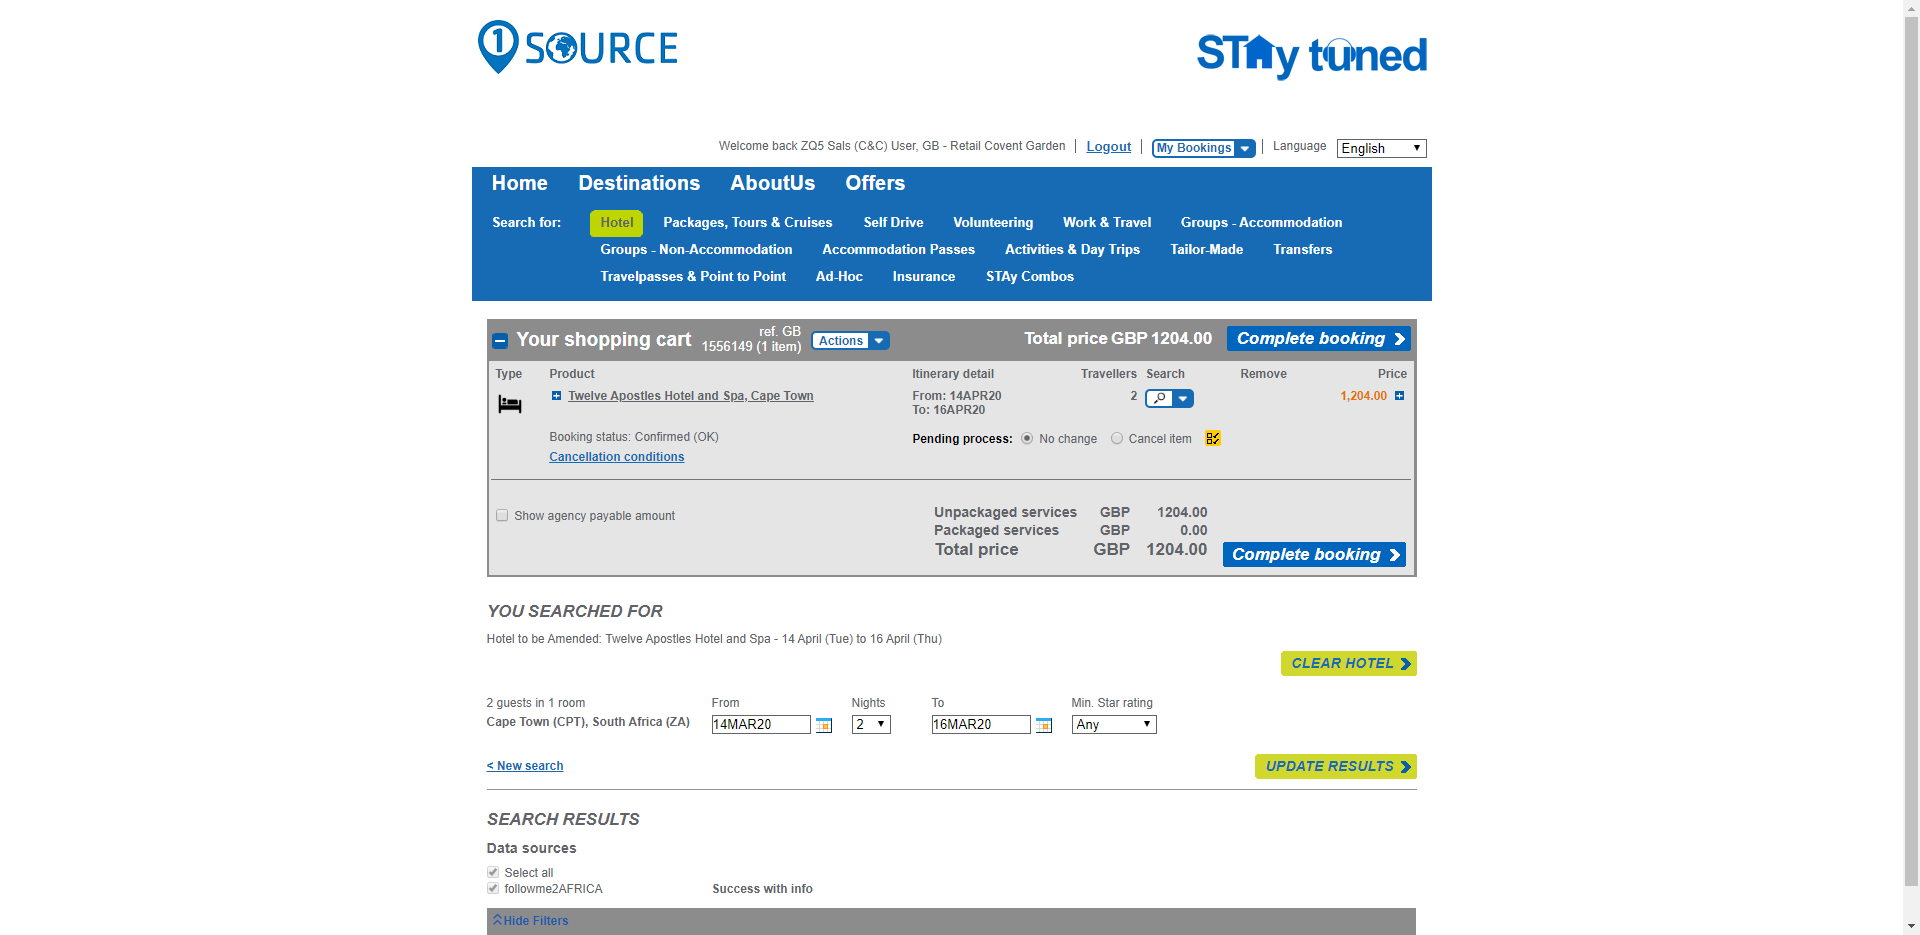 1 SOURCE
STAy tuned
Welcome back ZQ5 Sals (C&C) User, GB - Retail Covent Garden Logout My Bookings Language English
Home Destinations AboutUs Offers
Search for: Hotel Packages, Tours & Cruises Self Drive Volunteering Work & Travel Groups - Accommodation
Groups - Non-Accommodation Accommodation Passes Activities & Day Trips Tailor-Made Transfers
Travelpasses & Point to Point Ad-Hoc Insurance STAy Combos
Your shopping cart ref. GB 1556149 (1 item) Actions Total price GBP 1204.00 Complete booking
Type Product Itinerary detail Travellers Search Remove Price
Twelve Apostles Hotel and Spa, Cape Town From: 14APR20 2 1,204.00
To: 16APR20
Booking status: Confirmed (OK) Pending process: No change Cancel item
Cancellation conditions
Show agency payable amount Unpackaged services GBP 1204.00
Packaged services GBP 0.00
Total price GBP 1204.00 Complete booking
YOU SEARCHED FOR
Hotel to be Amended: Twelve Apostles Hotel and Spa - 14 April (Tue) to 16 April (Thu)
CLEAR HOTEL
2 guests in 1 room From Nights To Min. Star rating
Cape Town (CPT), South Africa (ZA) 14MAR20 2 16MAR20 Any
< New search UPDATE RESULTS
SEARCH RESULTS
Data sources
Select all
followme2AFRICA Success with info
Hide Filters